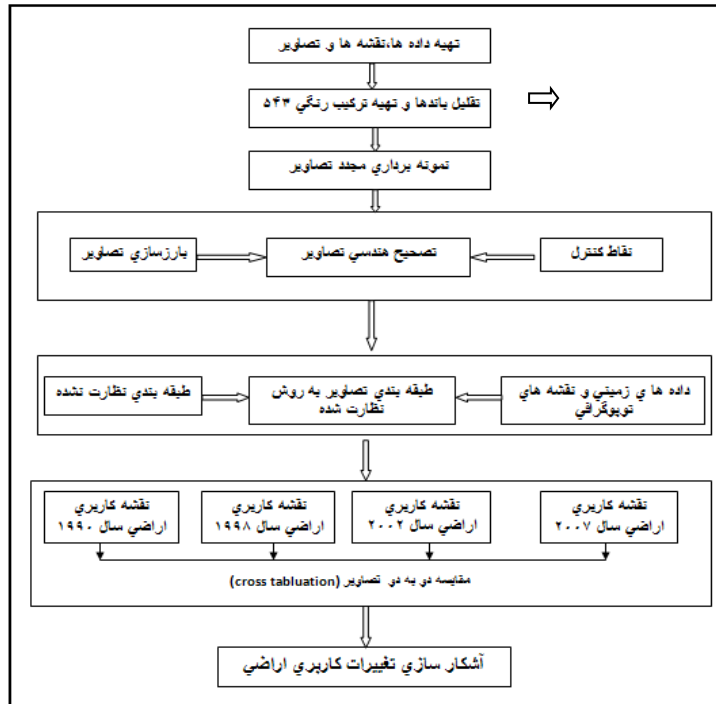 تهيه داده ها،نقشه ها و تصاوير
تقليل باندها و تهيه تركيب رنگي ۵۴۳
نمونه برداري مجدد تصاوير
نقاط كنترل
تصحيح هندسي تصاوير
بارزسازي تصاوير
داده ها ي زميني و نقشه هاي
توپوگرافي
طبقه بندي تصاوير به روش
نظارت شده
طبقه بندي نظارت نشده
نقشه كاربري
اراضي سال ۲۰۰۷
نقشه كاربري
اراضي سال ۲۰۰۲
نقشه كاربري
اراضي سال ۱۹۹۸
نقشه كاربري
اراضي سال ۱۹۹۰
مقايسه دو به دو تصاوير (cross tabluation)
آشكار سازي تغييرات كاربري اراضي